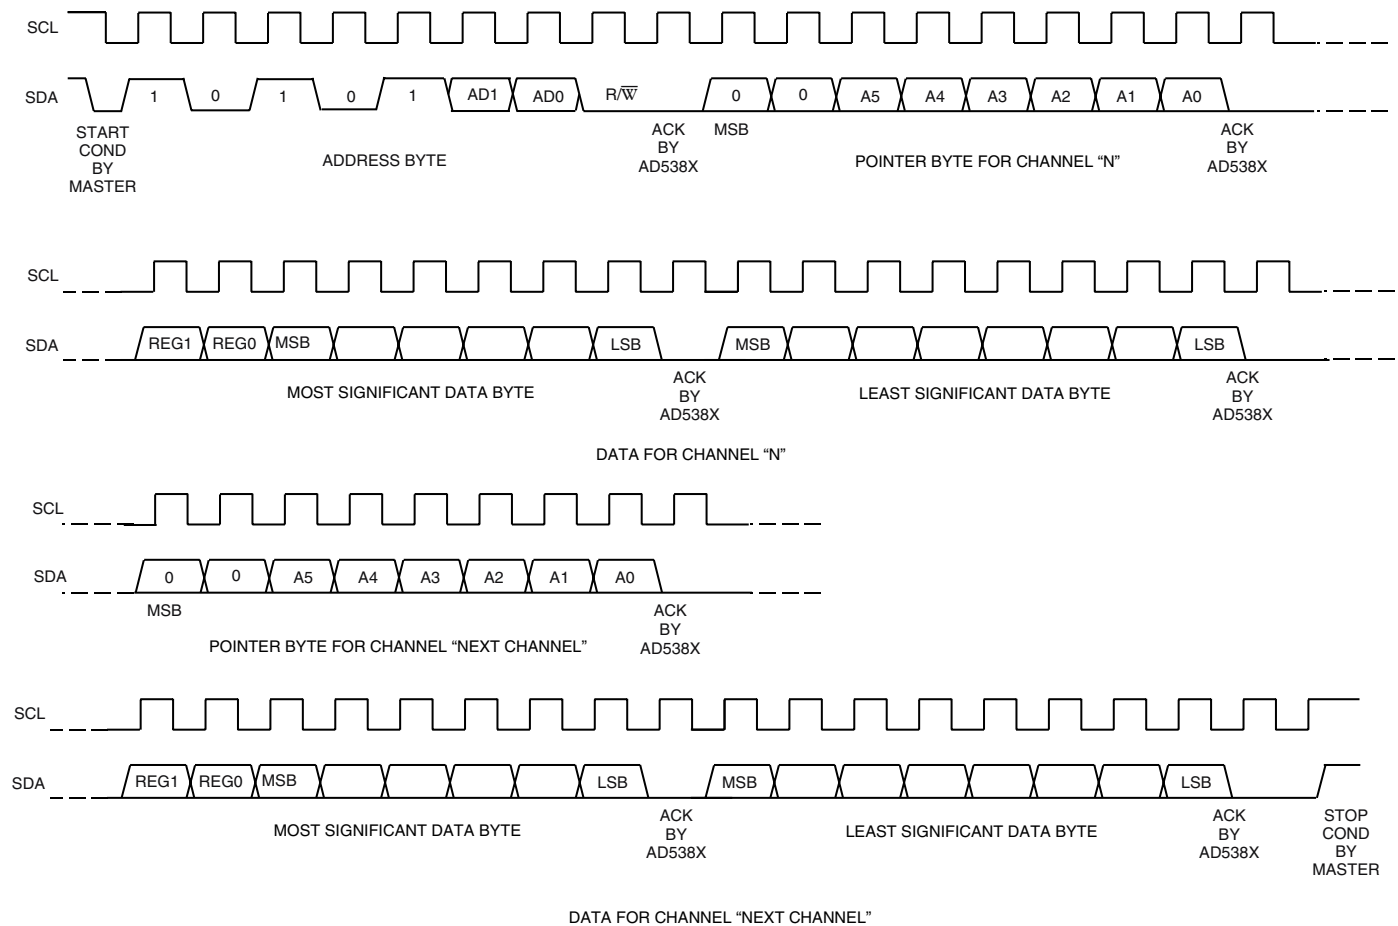 SCL
SDA 1 0 1 0 1 AD1 AD0 R/W̅ 0 0 A5 A4 A3 A2 A1 A0
START
COND
BY
MASTER
ADDRESS BYTE
ACK
BY
AD538X
MSB
POINTER BYTE FOR CHANNEL “N”
ACK
BY
AD538X
SCL
SDA REG1 REG0 MSB LSB MSB LSB
MOST SIGNIFICANT DATA BYTE
ACK
BY
AD538X
LEAST SIGNIFICANT DATA BYTE
ACK
BY
AD538X
DATA FOR CHANNEL “N”
SCL
SDA 0 0 A5 A4 A3 A2 A1 A0
MSB
POINTER BYTE FOR CHANNEL “NEXT CHANNEL”
ACK
BY
AD538X
SCL
SDA REG1 REG0 MSB LSB MSB LSB
MOST SIGNIFICANT DATA BYTE
ACK
BY
AD538X
LEAST SIGNIFICANT DATA BYTE
ACK
BY
AD538X
STOP
COND
BY
MASTER
DATA FOR CHANNEL “NEXT CHANNEL”